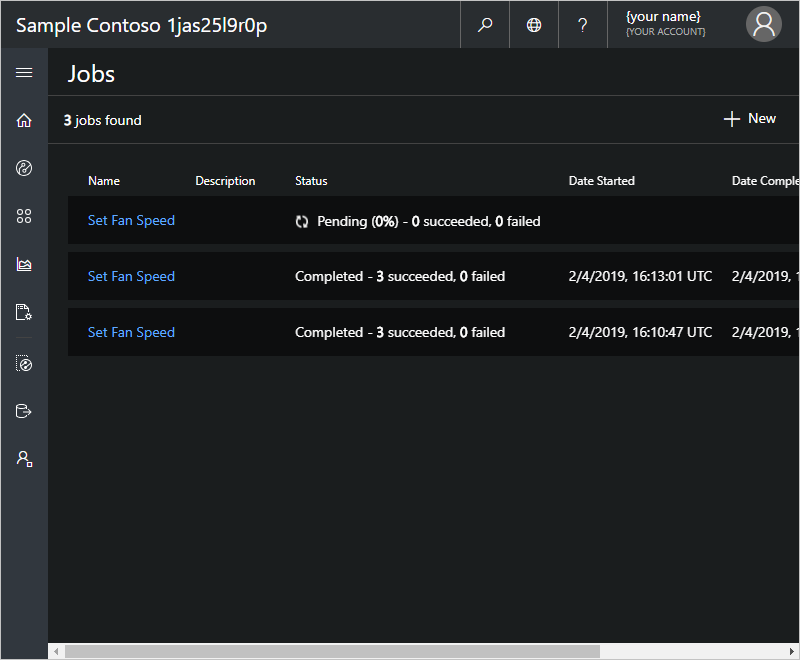 Sample Contoso 1jas25l9r0p
?
{your name}
{YOUR ACCOUNT}
Jobs
3 jobs found
New
Name Description Status Date Started Date Comple
Set Fan Speed Pending (0%) - 0 succeeded, 0 failed
Set Fan Speed Completed - 3 succeeded, 0 failed 2/4/2019, 16:13:01 UTC 2/4/2019, 1
Set Fan Speed Completed - 3 succeeded, 0 failed 2/4/2019, 16:10:47 UTC 2/4/2019, 1